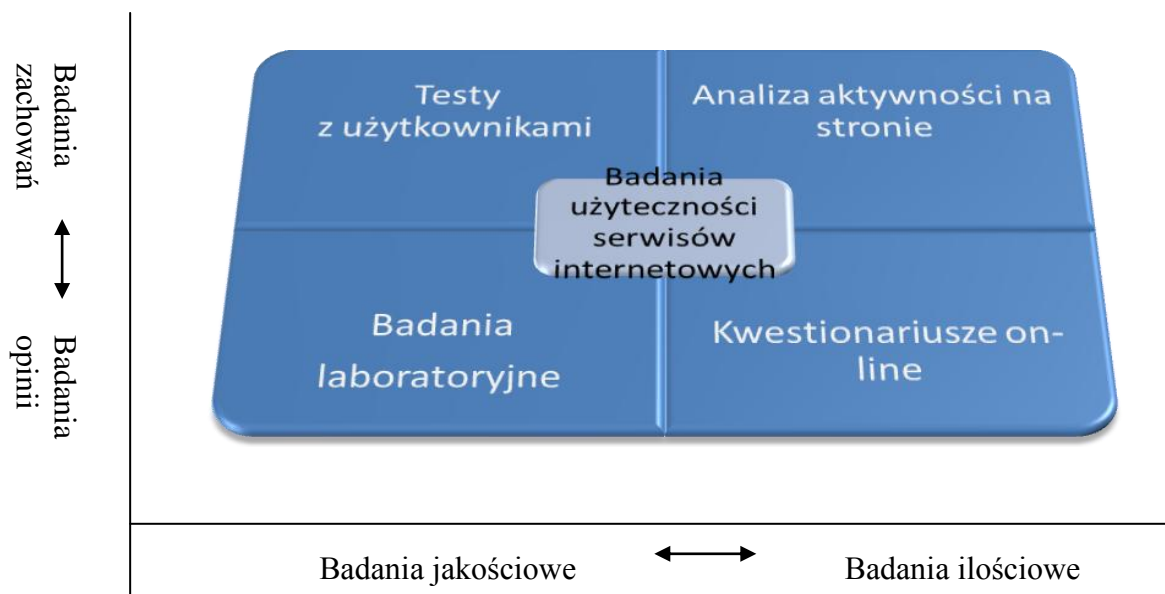 Badania
zachowań
Badania
opinii
Testy
z użytkownikami
Analiza aktywności na
stronie
Badania
użyteczności
serwisów
internetowych
Badania
laboratoryjne
Kwestionariusze on-
line
Badania jakościowe
Badania ilościowe